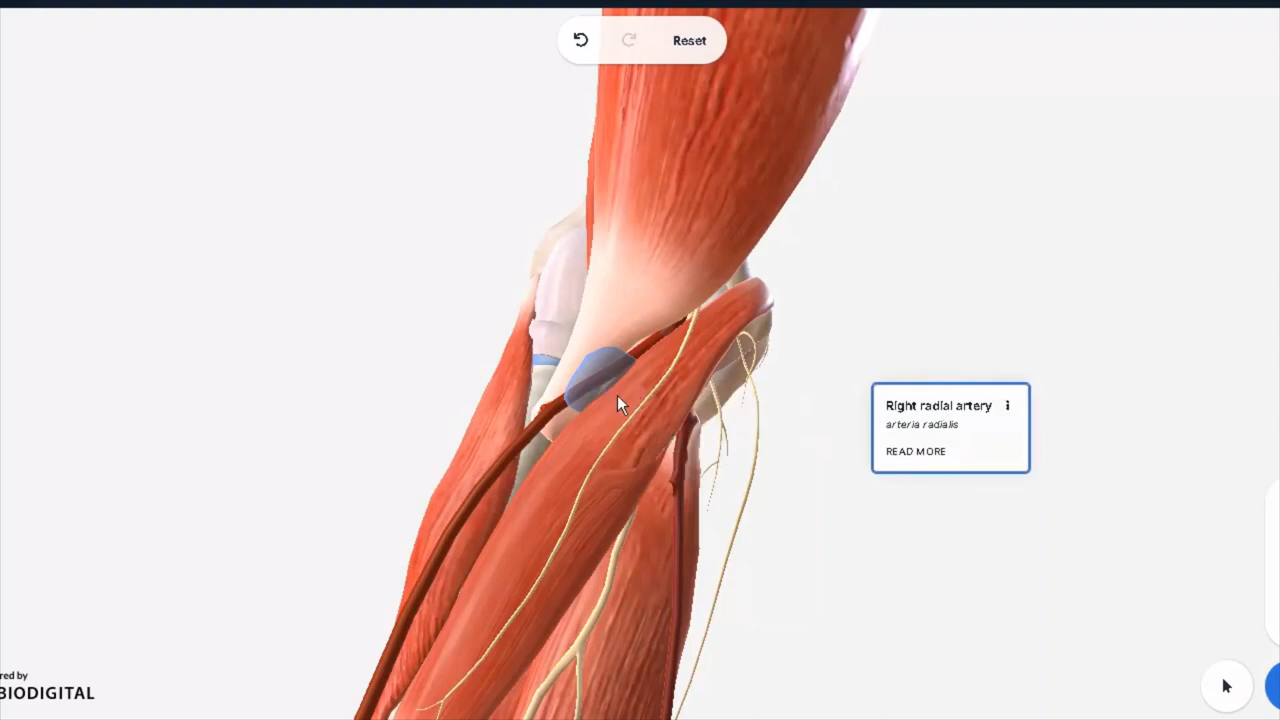 Reset
Right radial artery
arteria radialis
READ MORE
red by
BIODIGITAL